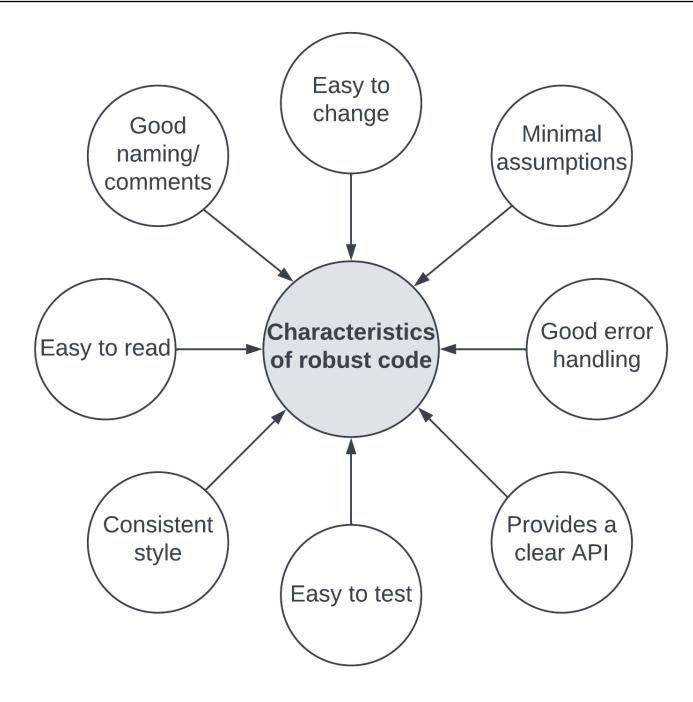 Easy to
change
Good
naming/
comments
Minimal
assumptions
Characteristics
of robust code
Easy to read
Good error
handling
Consistent
style
Provides a
clear API
Easy to test